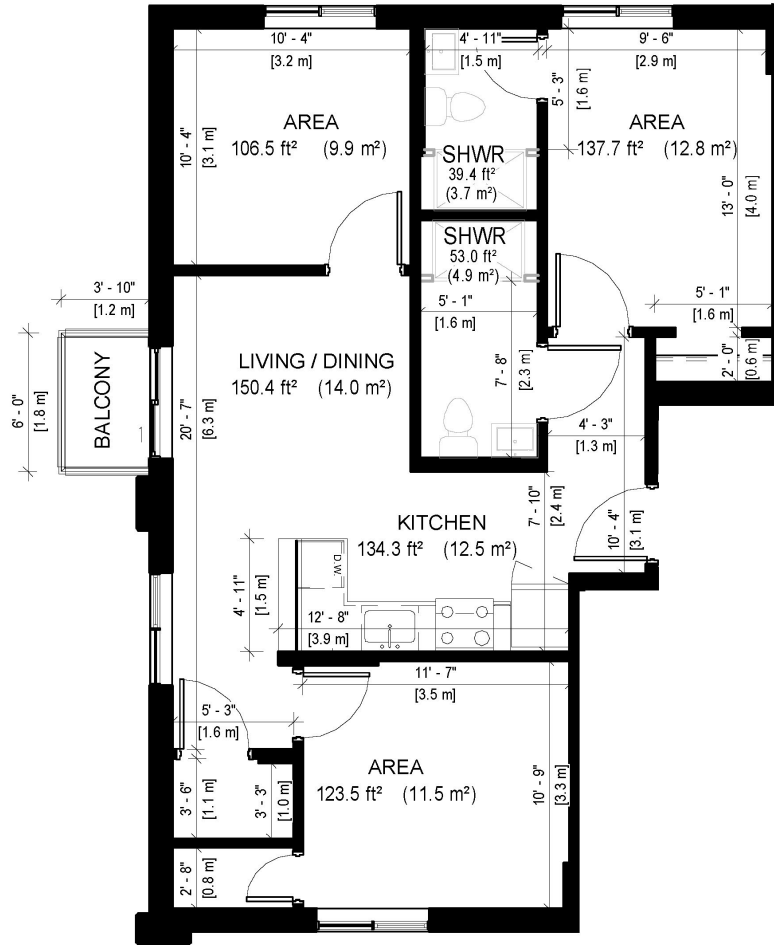 10' - 4"
[3.2 m]
4' - 11"
[1.5 m]
9' - 6"
[2.9 m]
5' - 3"
[1.6 m]
10' - 4"
[3.1 m]
AREA
106.5 ft² (9.9 m²)
SHWR
39.4 ft²
(3.7 m²)
AREA
137.7 ft² (12.8 m²)
13' - 0"
[4.0 m]
SHWR
53.0 ft²
(4.9 m²)
5' - 1"
[1.6 m]
5' - 1"
[1.6 m]
3' - 10"
[1.2 m]
6' - 0"
[1.8 m]
BALCONY
LIVING / DINING
150.4 ft² (14.0 m²)
20' - 7"
[6.3 m]
7' - 8"
[2.3 m]
2' - 0"
[0.6 m]
4' - 3"
[1.3 m]
KITCHEN
134.3 ft² (12.5 m²)
7' - 10"
[2.4 m]
10' - 4"
[3.1 m]
D.W.
4' - 11"
[1.5 m]
12' - 8"
[3.9 m]
11' - 7"
[3.5 m]
5' - 3"
[1.6 m]
AREA
123.5 ft² (11.5 m²)
10' - 9"
[3.3 m]
3' - 6"
[1.1 m]
3' - 3"
[1.0 m]
2' - 8"
[0.8 m]